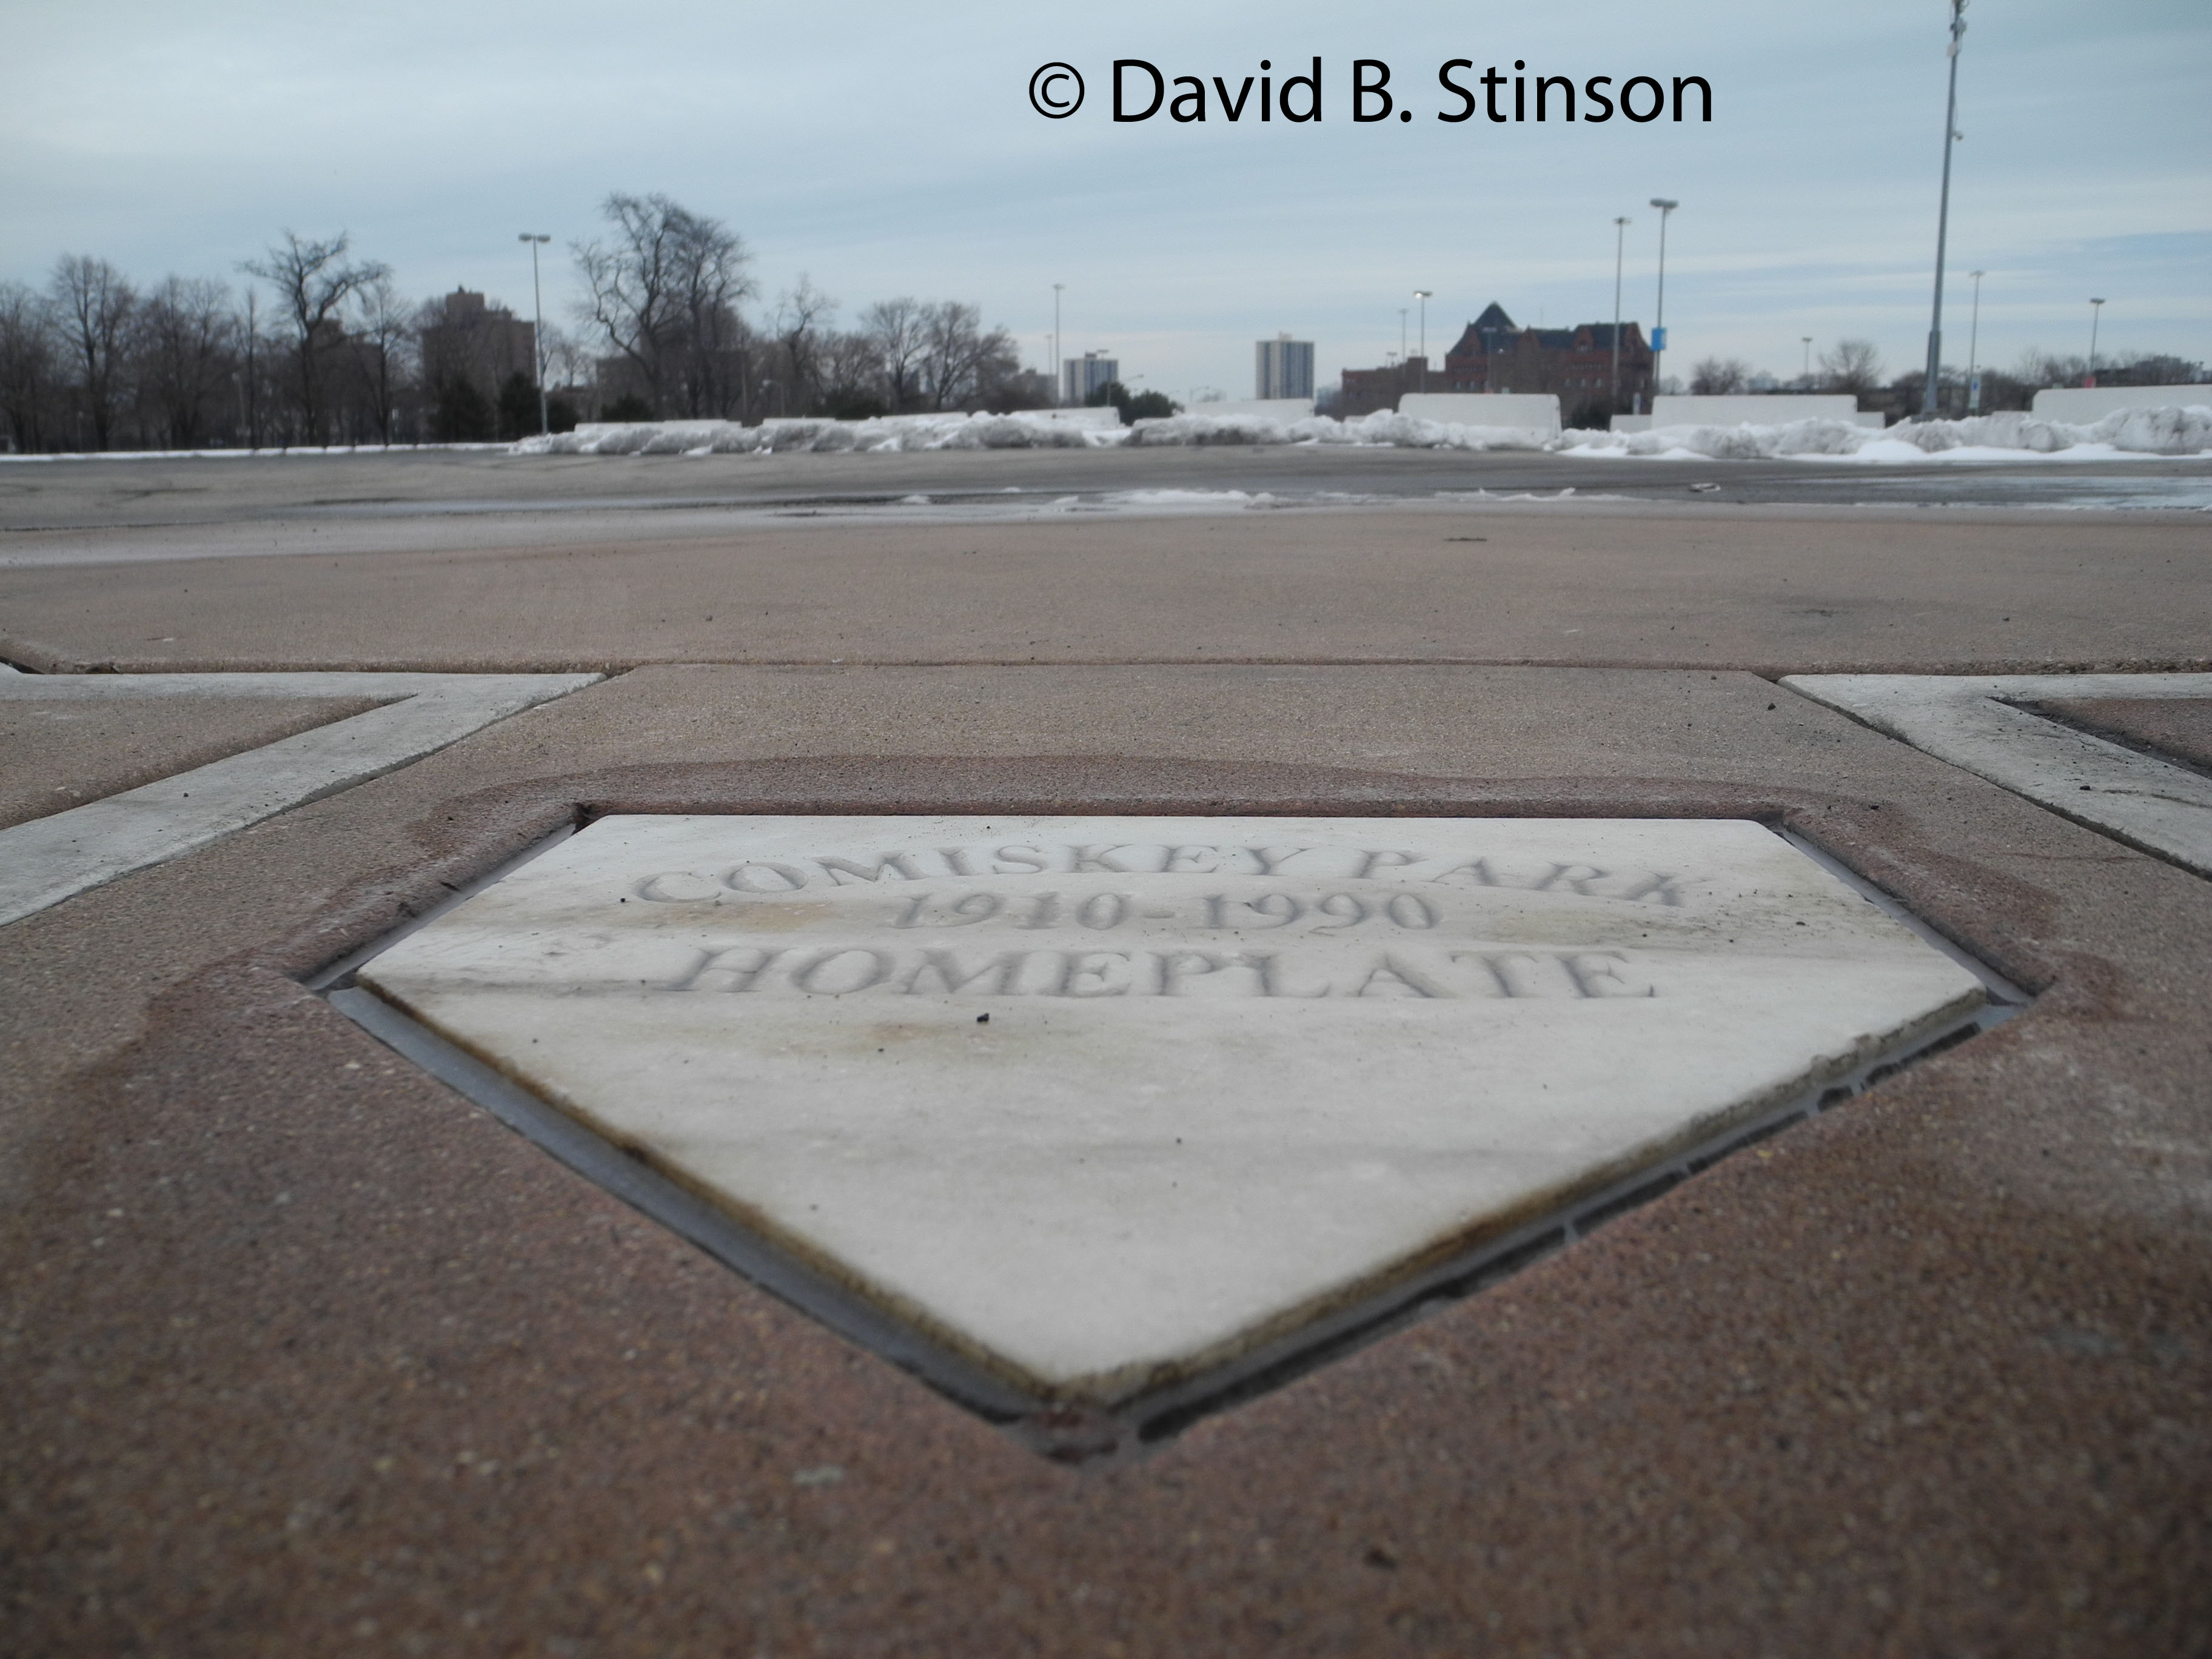 © David B. Stinson
COMISKEY PARK
1910-1990
HOMEPLATE